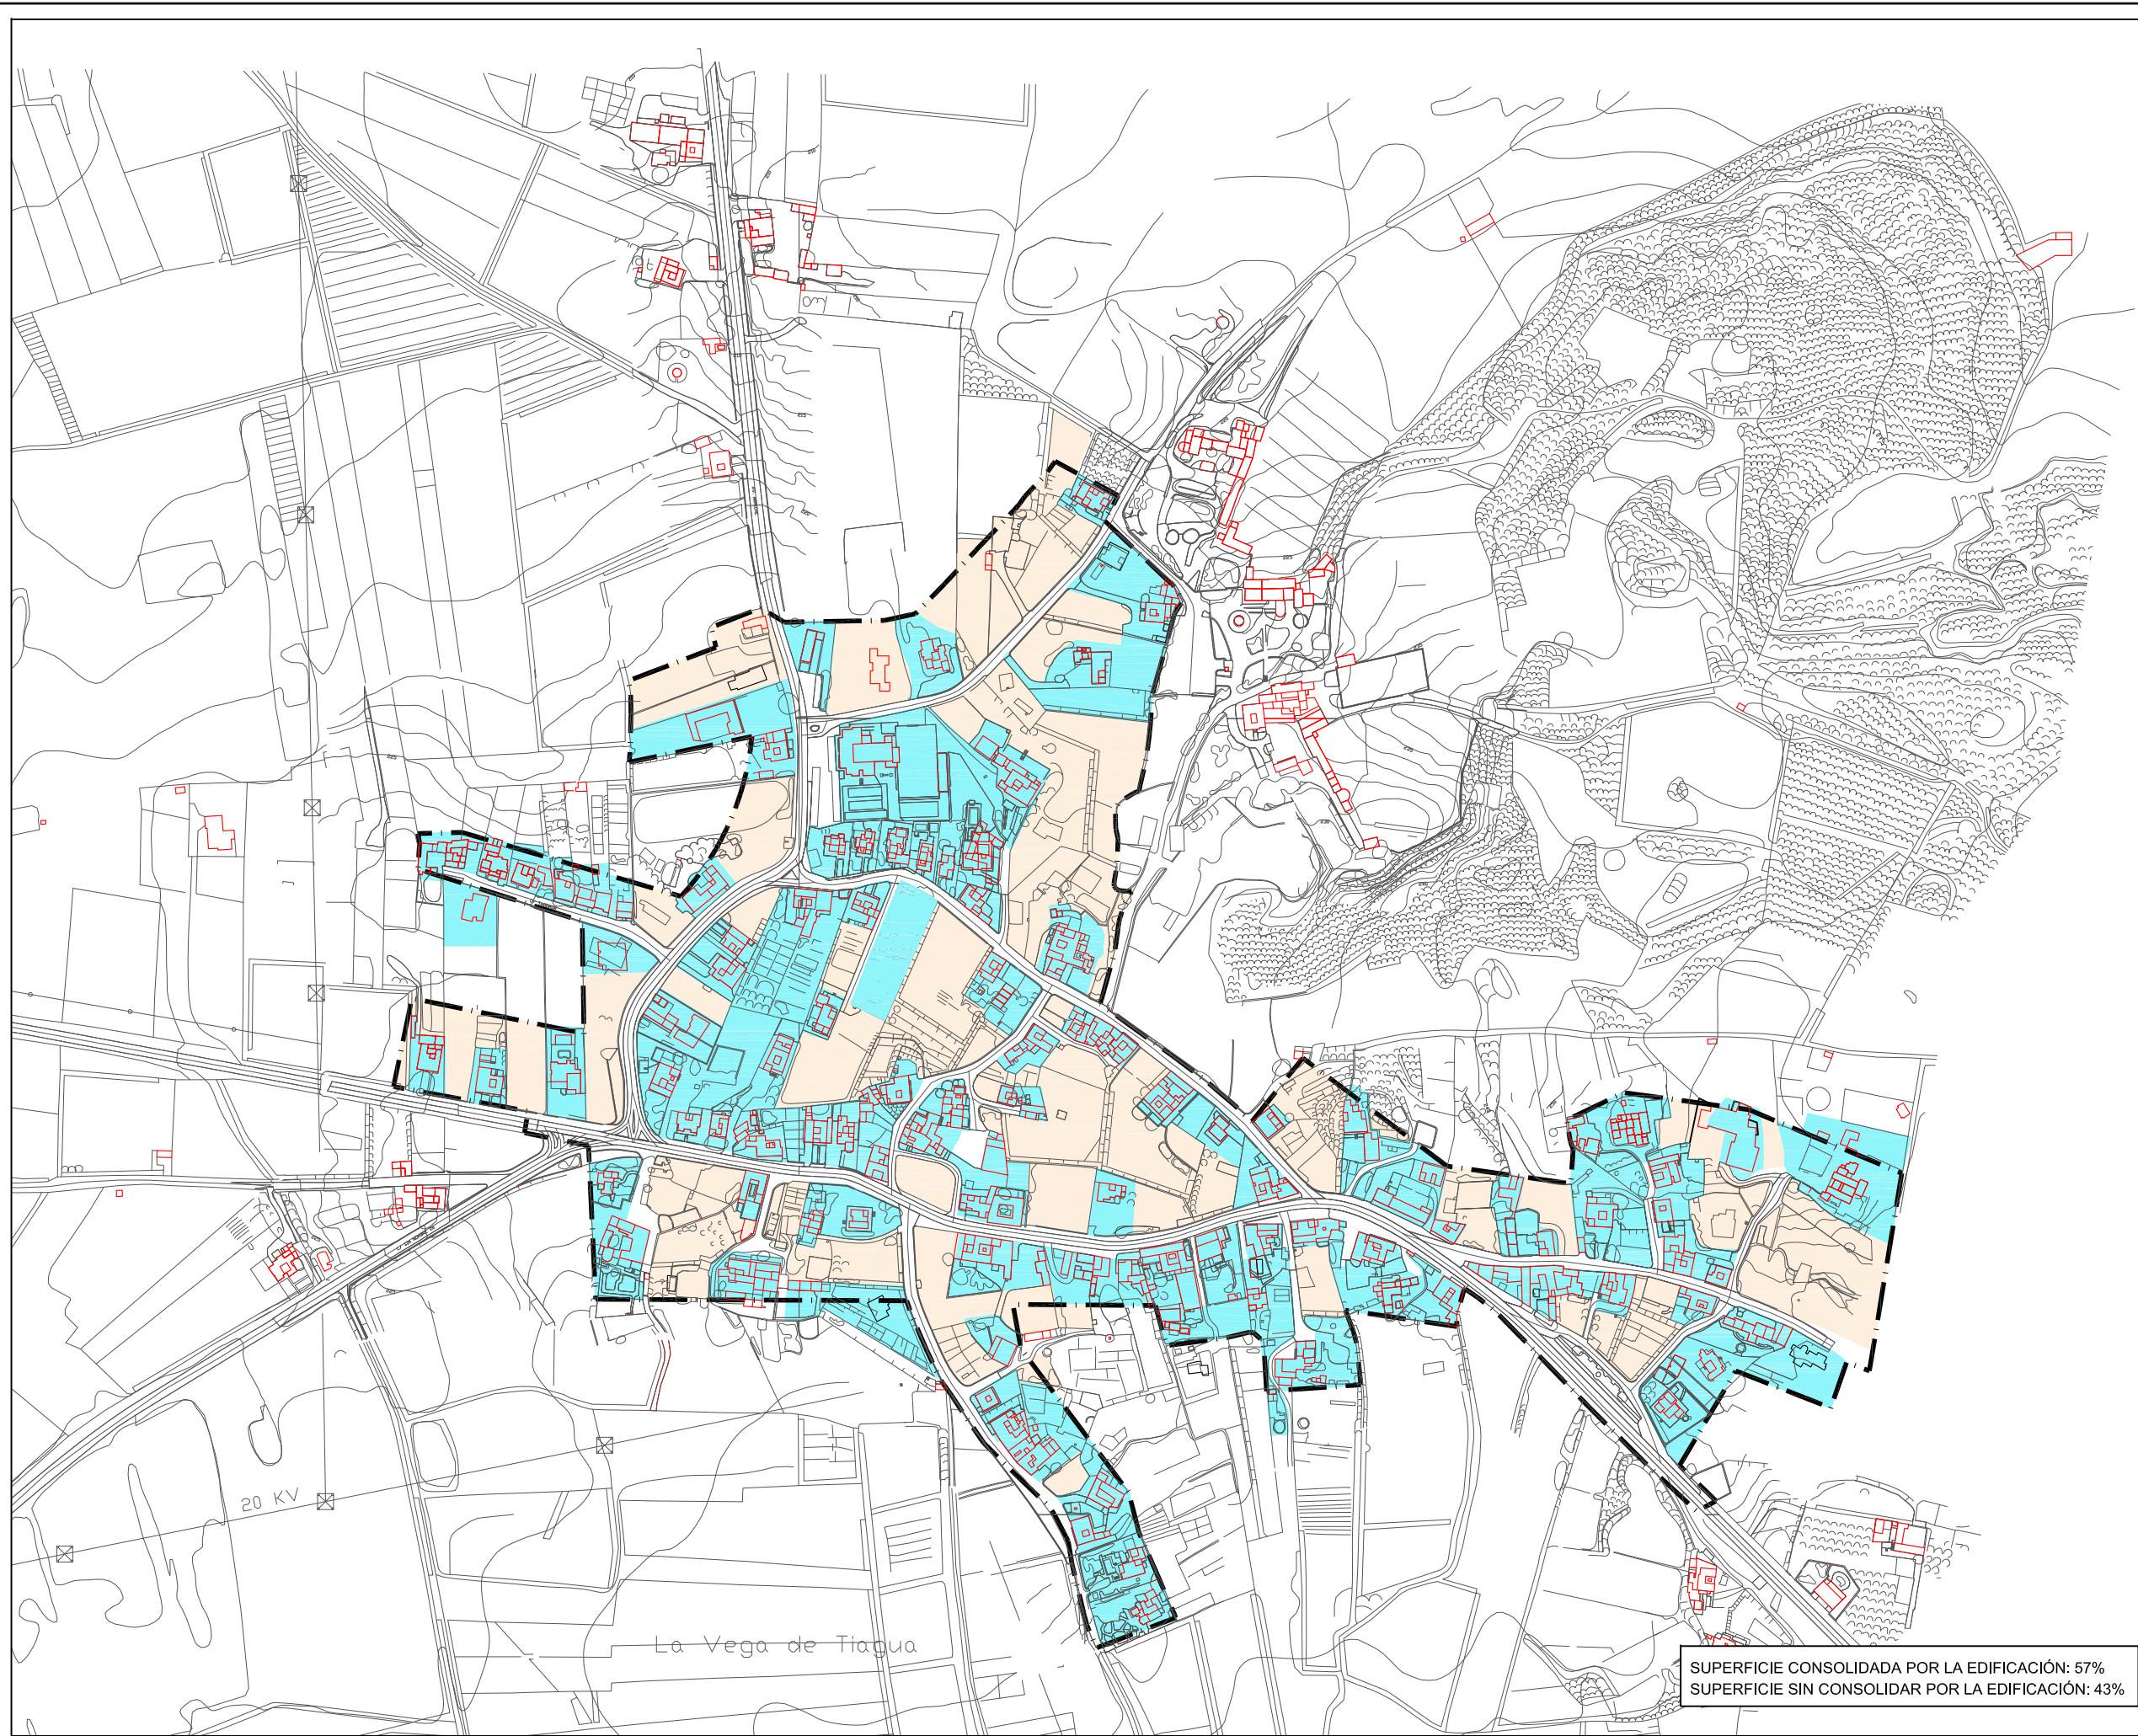 20 KV
La Vega de Tiagua
SUPERFICIE CONSOLIDADA POR LA EDIFICACIÓN: 57%
SUPERFICIE SIN CONSOLIDAR POR LA EDIFICACIÓN: 43%